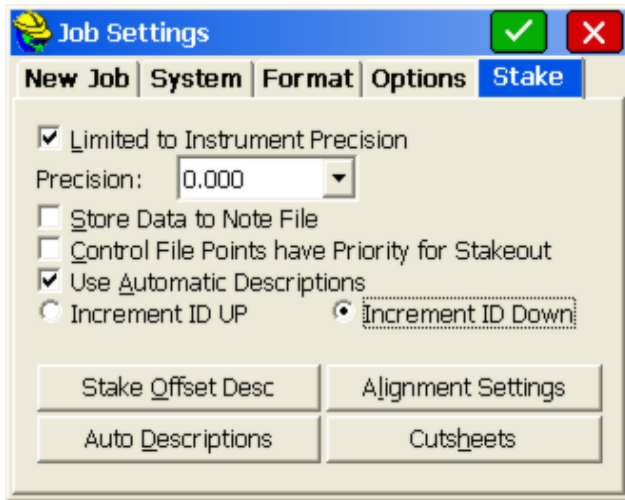 Job Settings
New Job System Format Options Stake
Limited to Instrument Precision
Precision: 0.000
Store Data to Note File
Control File Points have Priority for Stakeout
Use Automatic Descriptions
Increment ID UP Increment ID Down
Stake Offset Desc Alignment Settings
Auto Descriptions Cutsheets